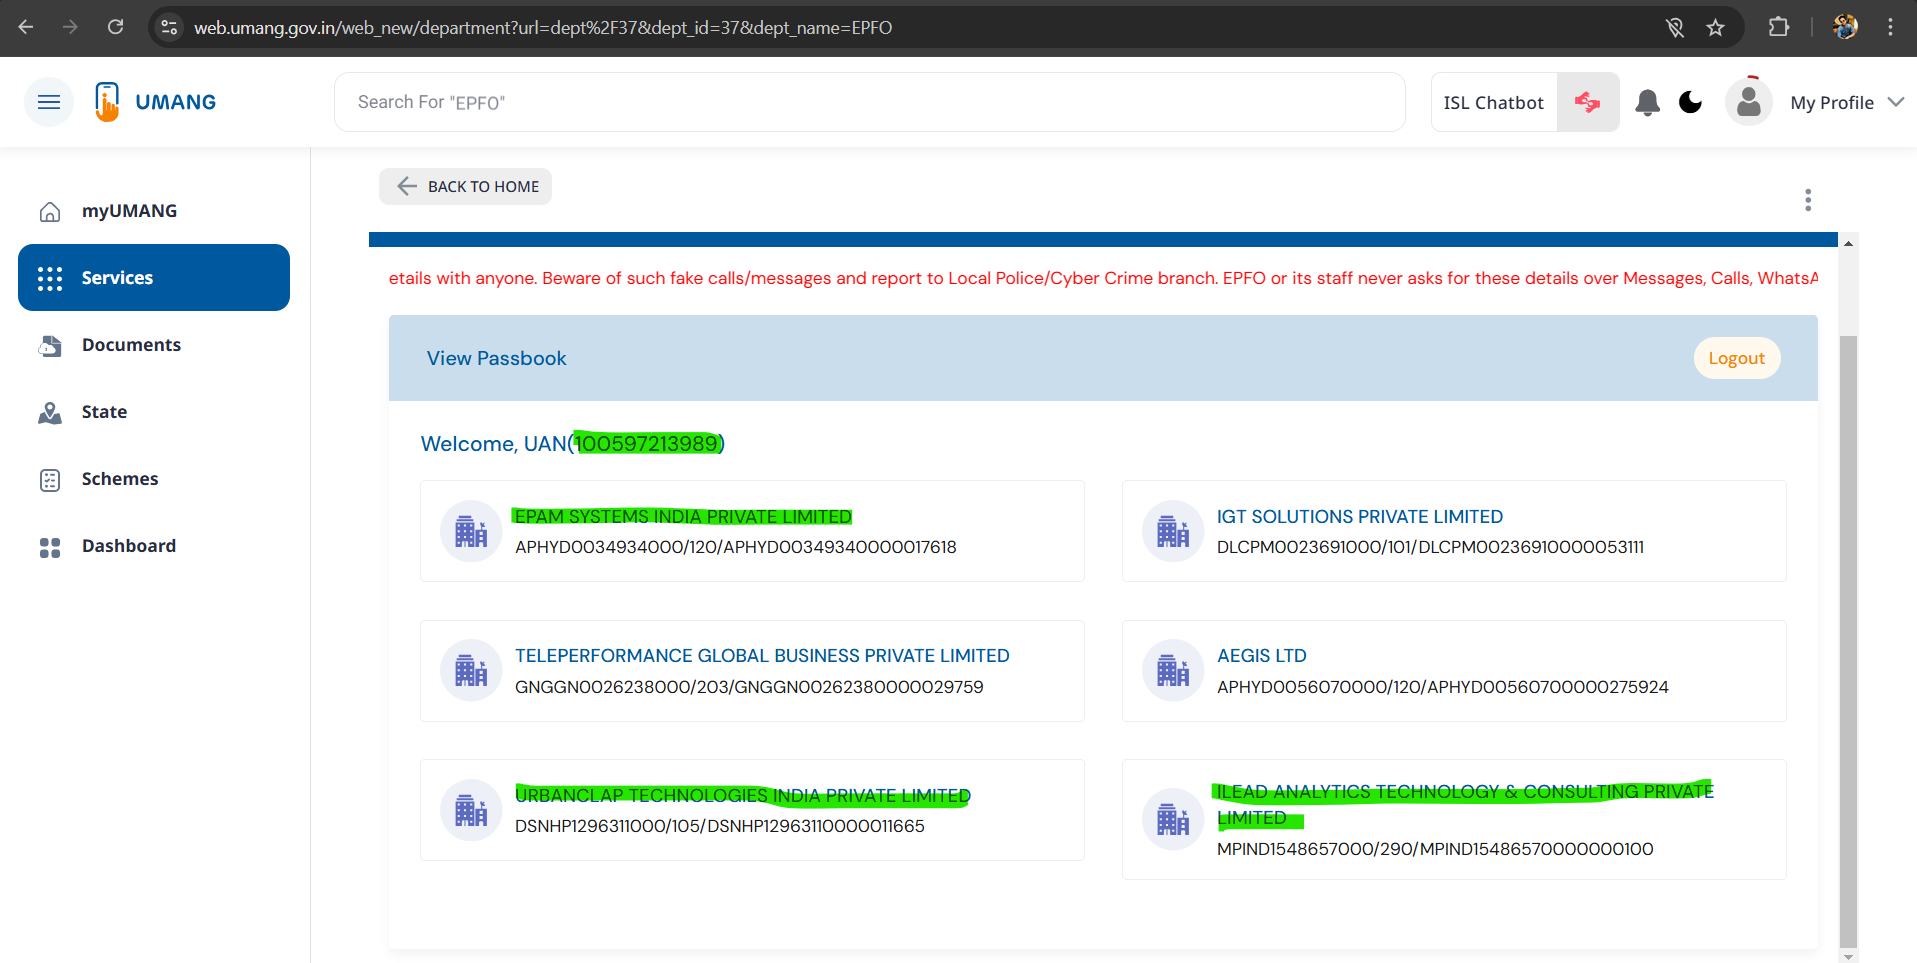 web.umang.gov.in/web_new/department?url=dept%2F37&dept_id=37&dept_name=EPFO
UMANG
Search For "EPFO"
ISL Chatbot
My Profile
BACK TO HOME
myUMANG
Services
Documents
State
Schemes
Dashboard
etails with anyone. Beware of such fake calls/messages and report to Local Police/Cyber Crime branch. EPFO or its staff never asks for these details over Messages, Calls, WhatsA
View Passbook
Logout
Welcome, UAN(100597213989)
EPAM SYSTEMS INDIA PRIVATE LIMITED
APHYD0034934000/120/APHYD00349340000017618
IGT SOLUTIONS PRIVATE LIMITED
DLCPM0023691000/101/DLCPM00236910000053111
TELEPERFORMANCE GLOBAL BUSINESS PRIVATE LIMITED
GNGGN0026238000/203/GNGGN00262380000029759
AEGIS LTD
APHYD0056070000/120/APHYD00560700000275924
URBANCLAP TECHNOLOGIES INDIA PRIVATE LIMITED
DSNHP1296311000/105/DSNHP12963110000011665
ILEAD ANALYTICS TECHNOLOGY & CONSULTING PRIVATE
LIMITED
MPIND1548657000/290/MPIND15486570000000100